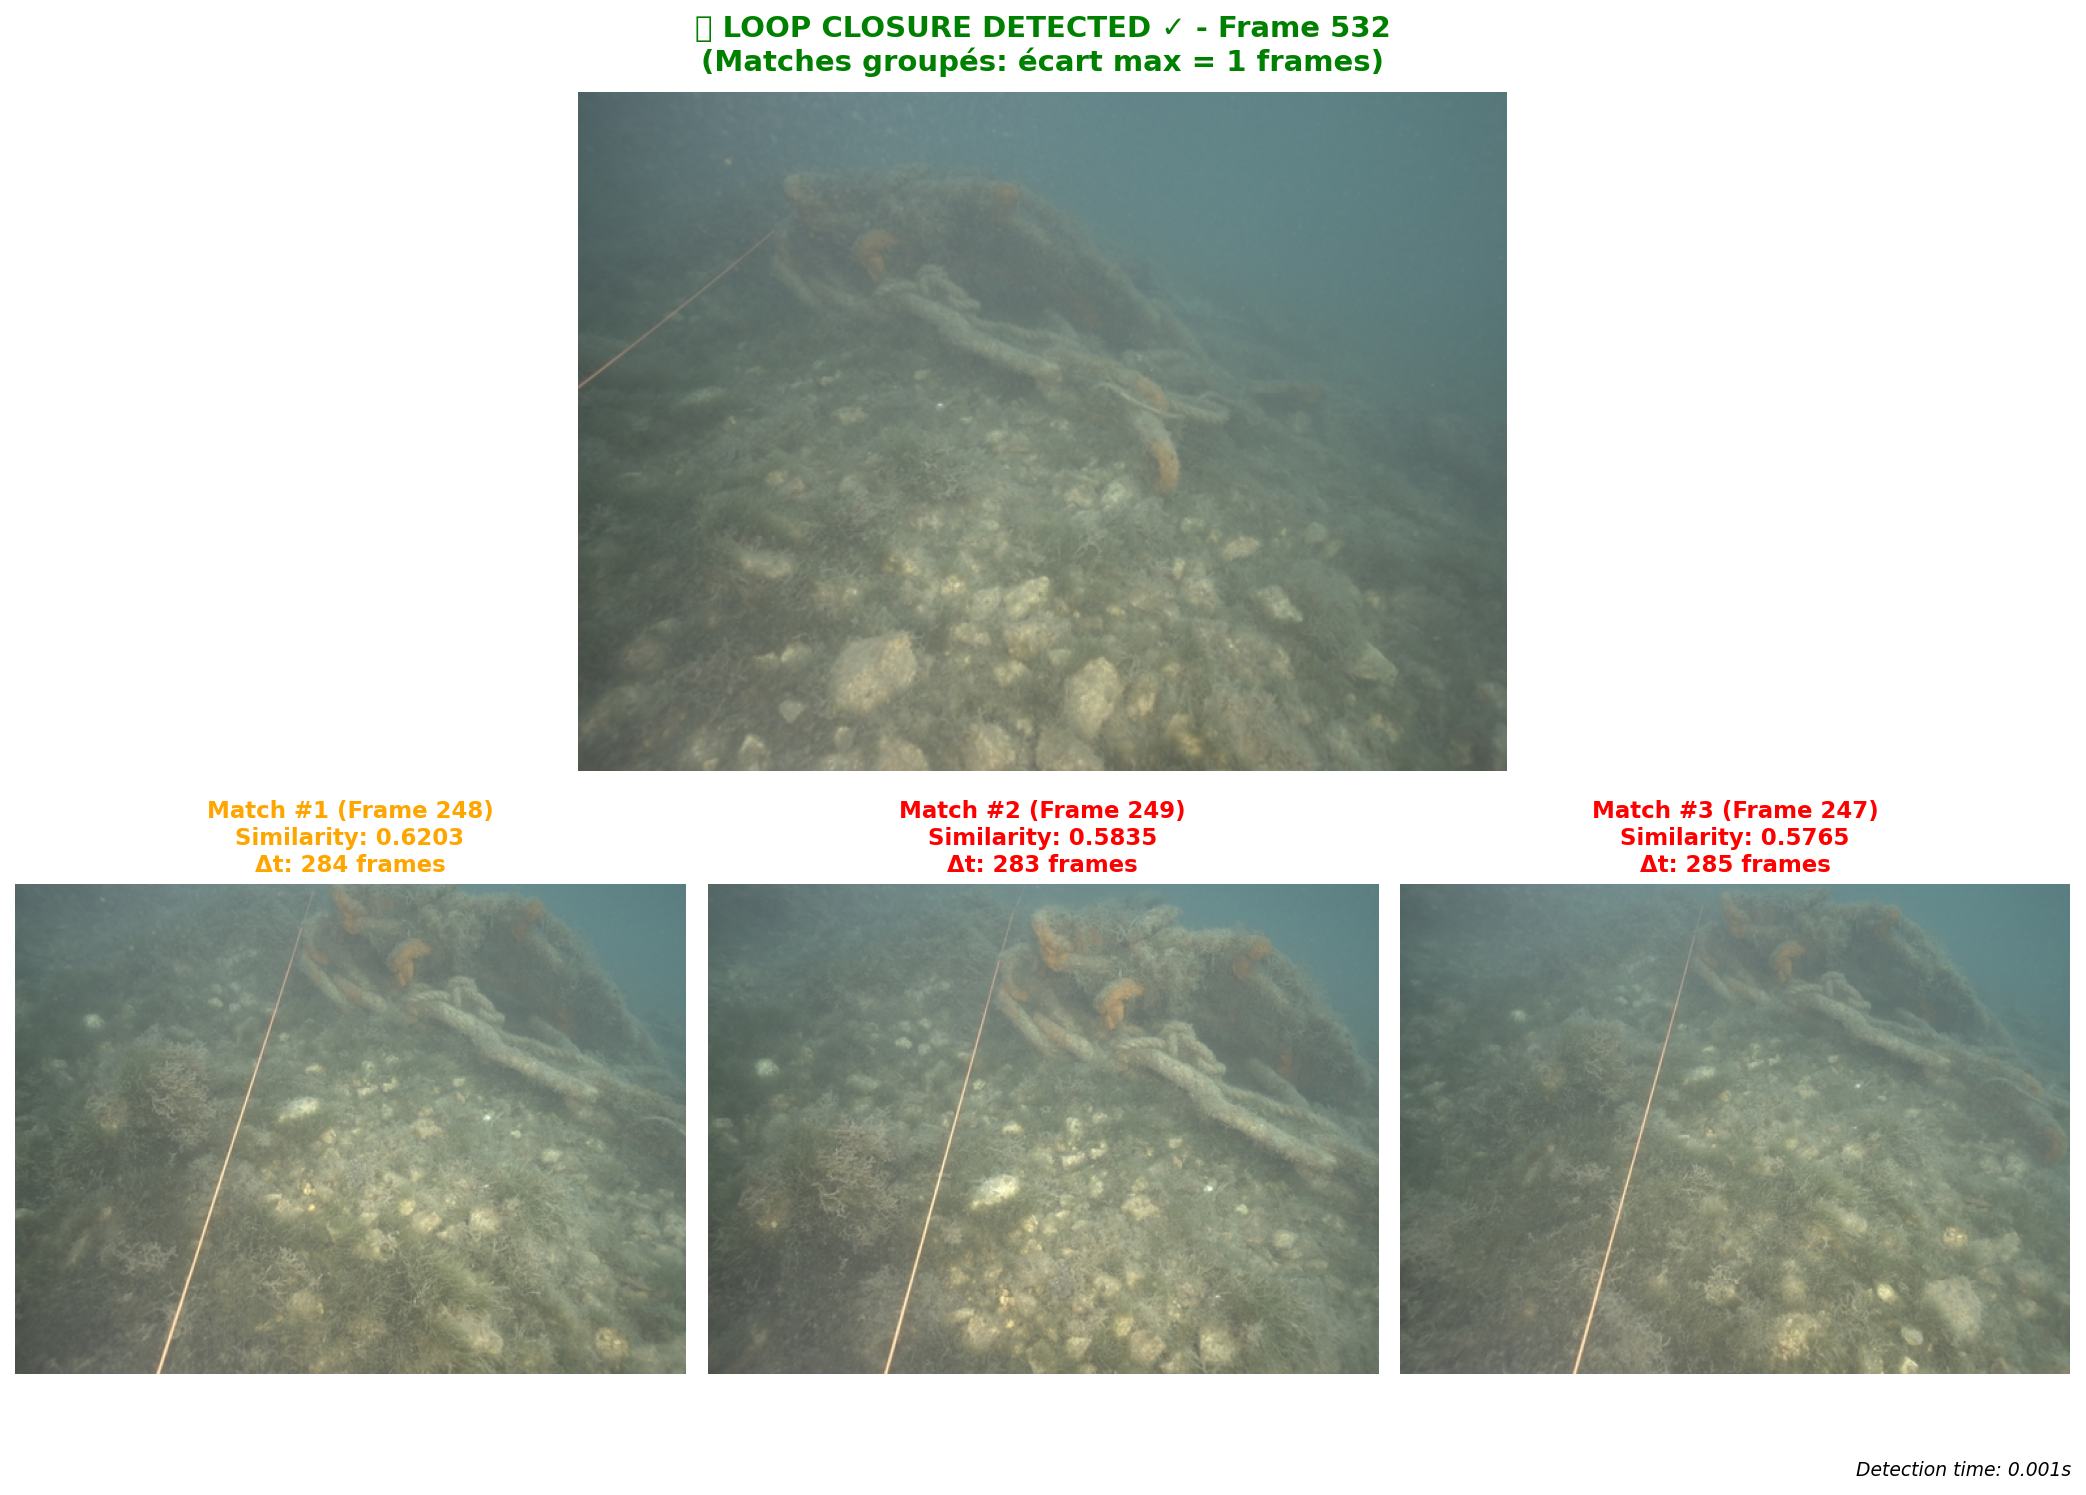 LOOP CLOSURE DETECTED ✓ - Frame 532
(Matches groupés: écart max = 1 frames)
Match #1 (Frame 248)
Similarity: 0.6203
Δt: 284 frames
Match #2 (Frame 249)
Similarity: 0.5835
Δt: 283 frames
Match #3 (Frame 247)
Similarity: 0.5765
Δt: 285 frames
Detection time: 0.001s